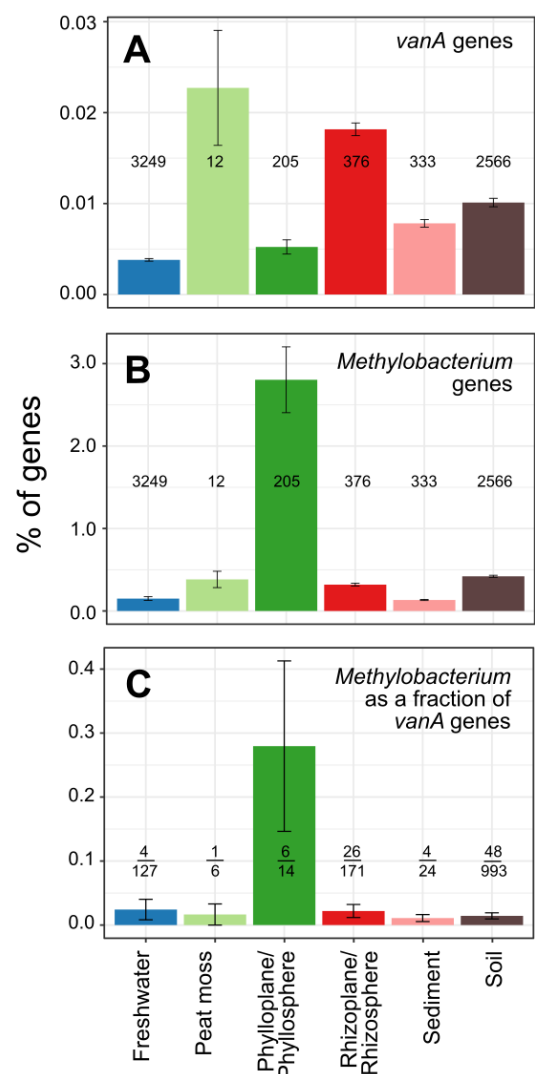 % of genes
A
vanA genes
0.03
0.02
0.01
0.00
3249 12 205 376 333 2566
B
Methylobacterium
genes
3.0
2.0
1.0
0.0
3249 12 205 376 333 2566
C
Methylobacterium
as a fraction of
vanA genes
0.4
0.3
0.2
0.1
0.0
4 1 6 26 4 48
127 6 14 171 24 993
Freshwater
Peat moss
Phylloplane/
Phyllosphere
Rhizoplane/
Rhizosphere
Sediment
Soil